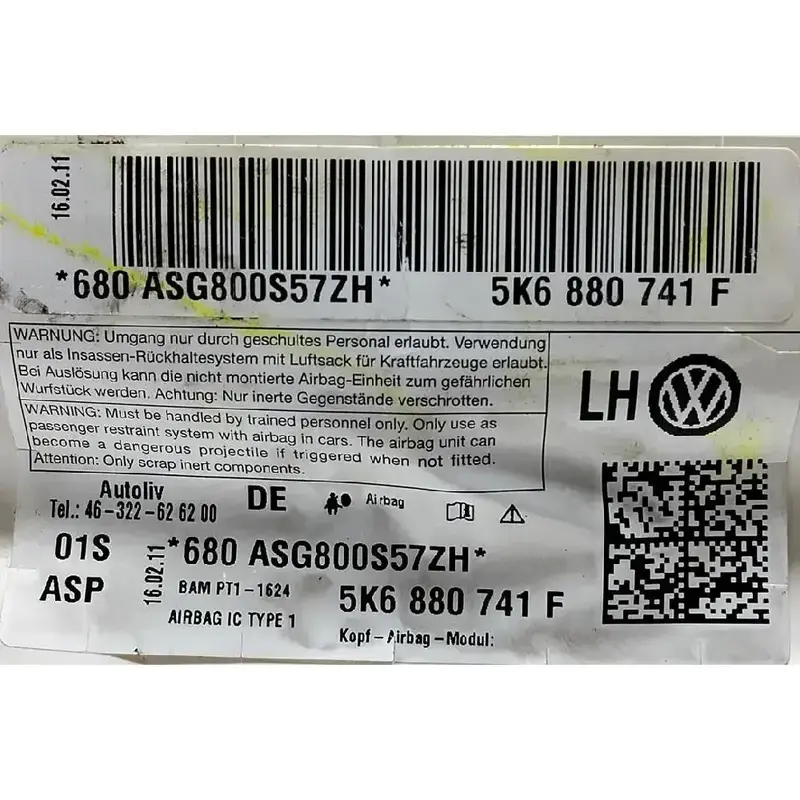 16.02.11
*680 ASG800S57ZH* 5K6 880 741 F
WARNUNG: Umgang nur durch geschultes Personal erlaubt. Verwendung
nur als Insassen-Rückhaltesystem mit Luftsack für Kraftfahrzeuge erlaubt.
Bei Auslösung kann die nicht montierte Airbag-Einheit zum gefährlichen
Wurfstück werden. Achtung: Nur inerte Gegenstände verschrotten.
WARNING: Must be handled by trained personnel only. Only use as
passenger restraint system with airbag in cars. The airbag unit can
become a dangerous projectile if triggered when not fitted.
Attention: Only scrap inert components.
LH
Autoliv
Tel.: 46-322-62 62 00
DE
Airbag
01S
ASP
16.02.11
*680 ASG800S57ZH*
BAM PT1-1624
5K6 880 741 F
AIRBAG IC TYPE 1
Kopf-Airbag-Modul: